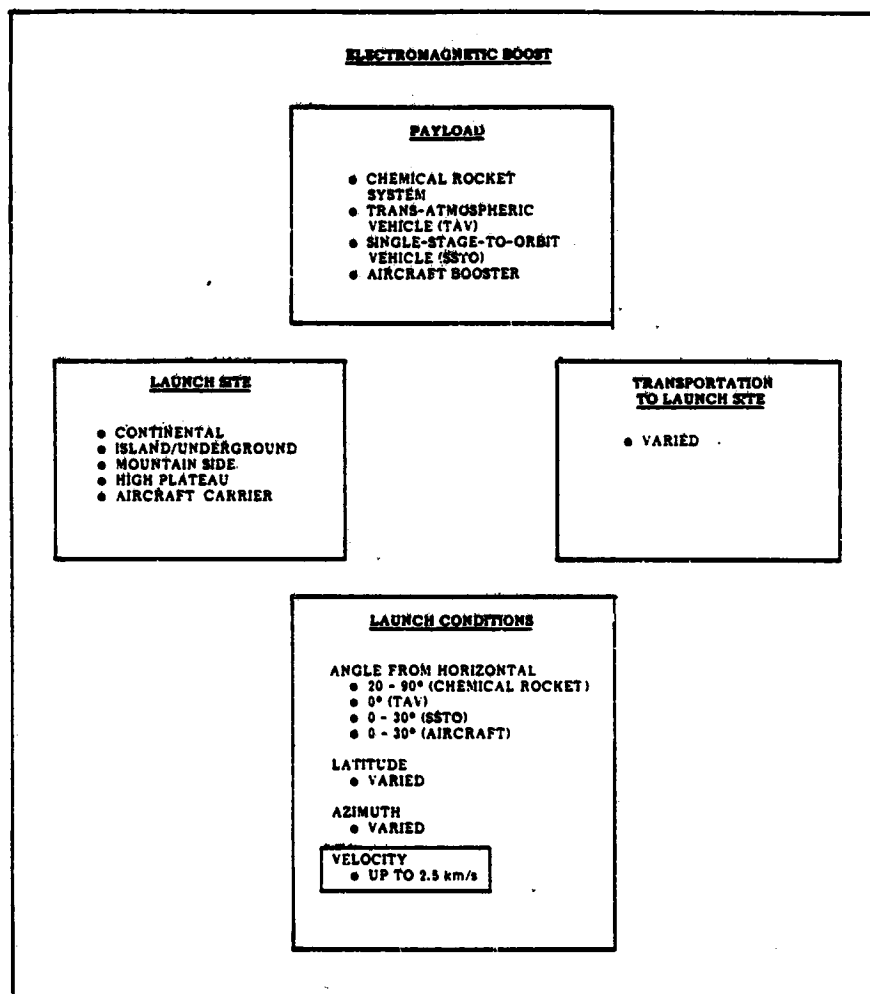 ELECTROMAGNETIC BOOST
PAYLOAD
● CHEMICAL ROCKET
SYSTEM
● TRANS-ATMOSPHERIC
VEHICLE (TAV)
● SINGLE-STAGE-TO-ORBIT
VEHICLE (SSTO)
● AIRCRAFT BOOSTER
LAUNCH SITE
● CONTINENTAL
● ISLAND/UNDERGROUND
● MOUNTAIN SIDE
● HIGH PLATEAU
● AIRCRAFT CARRIER
TRANSPORTATION
TO LAUNCH SITE
● VARIED
LAUNCH CONDITIONS
ANGLE FROM HORIZONTAL
● 20 - 90° (CHEMICAL ROCKET)
● 0° (TAV)
● 0 - 30° (SSTO)
● 0 - 30° (AIRCRAFT)
LATITUDE
● VARIED
AZIMUTH
● VARIED
VELOCITY
● UP TO 2.5 km/s